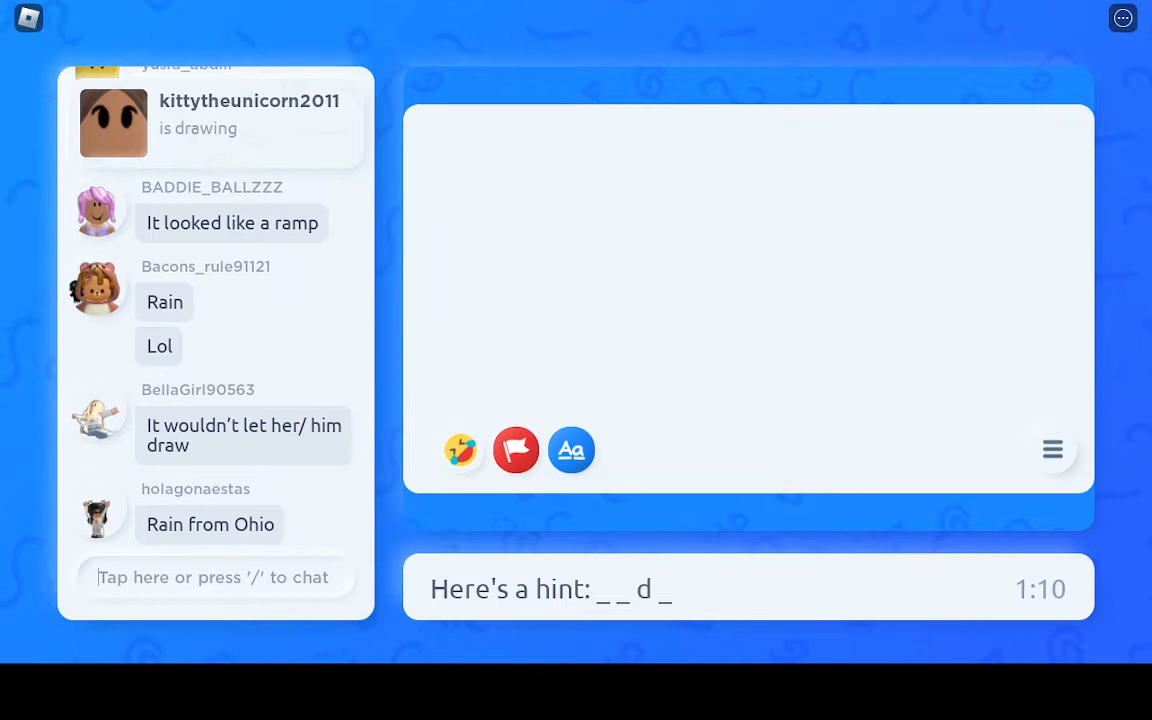 kittytheunicorn2011
is drawing
BADDIE_BALLZZZ
It looked like a ramp
Bacons_rule91121
Rain
Lol
BellaGirl90563
It wouldn’t let her/ him
draw
holagonaestas
Rain from Ohio
Tap here or press '/' to chat
Aa
Here's a hint: _ _ d _
1:10